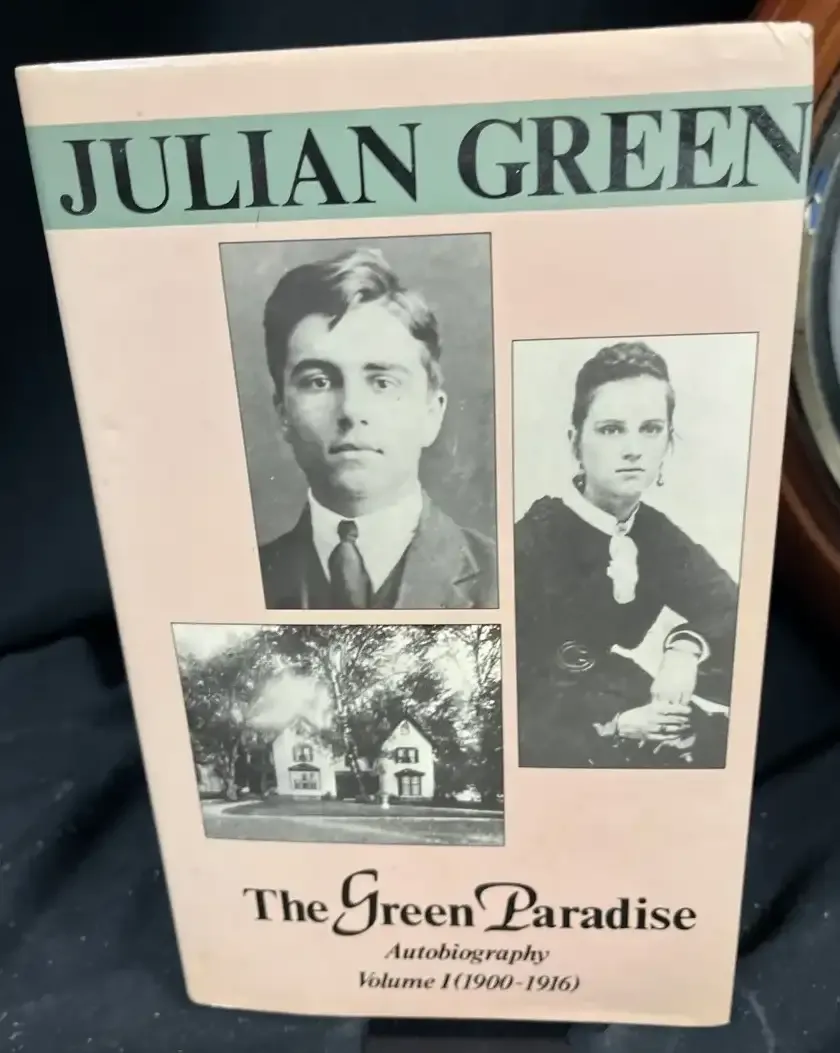 JULIAN GREEN
The Green Paradise
Autobiography
Volume I (1900-1916)